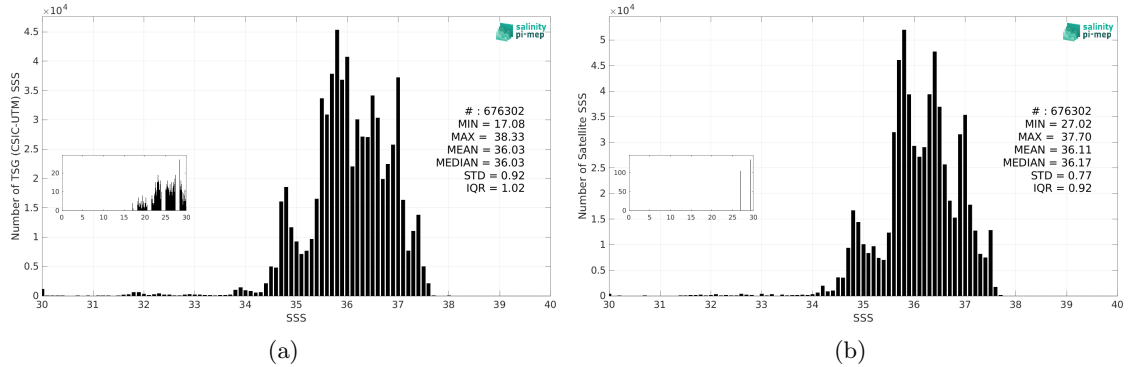 ×10⁴
4.5
4
3.5
3
2.5
2
1.5
1
0.5
0
Number of TSG (CSIC-UTM) SSS
30 31 32 33 34 35 36 37 38 39 40
SSS
salinity
pi-mep
# : 676302
MIN = 17.08
MAX = 38.33
MEAN = 36.03
MEDIAN = 36.03
STD = 0.92
IQR = 1.02
20
10
0
0 5 10 15 20 25 30
(a)
×10⁴
5
4.5
4
3.5
3
2.5
2
1.5
1
0.5
0
Number of Satellite SSS
30 31 32 33 34 35 36 37 38 39 40
SSS
salinity
pi-mep
# : 676302
MIN = 27.02
MAX = 37.70
MEAN = 36.11
MEDIAN = 36.17
STD = 0.77
IQR = 0.92
100
50
0
0 5 10 15 20 25 30
(b)